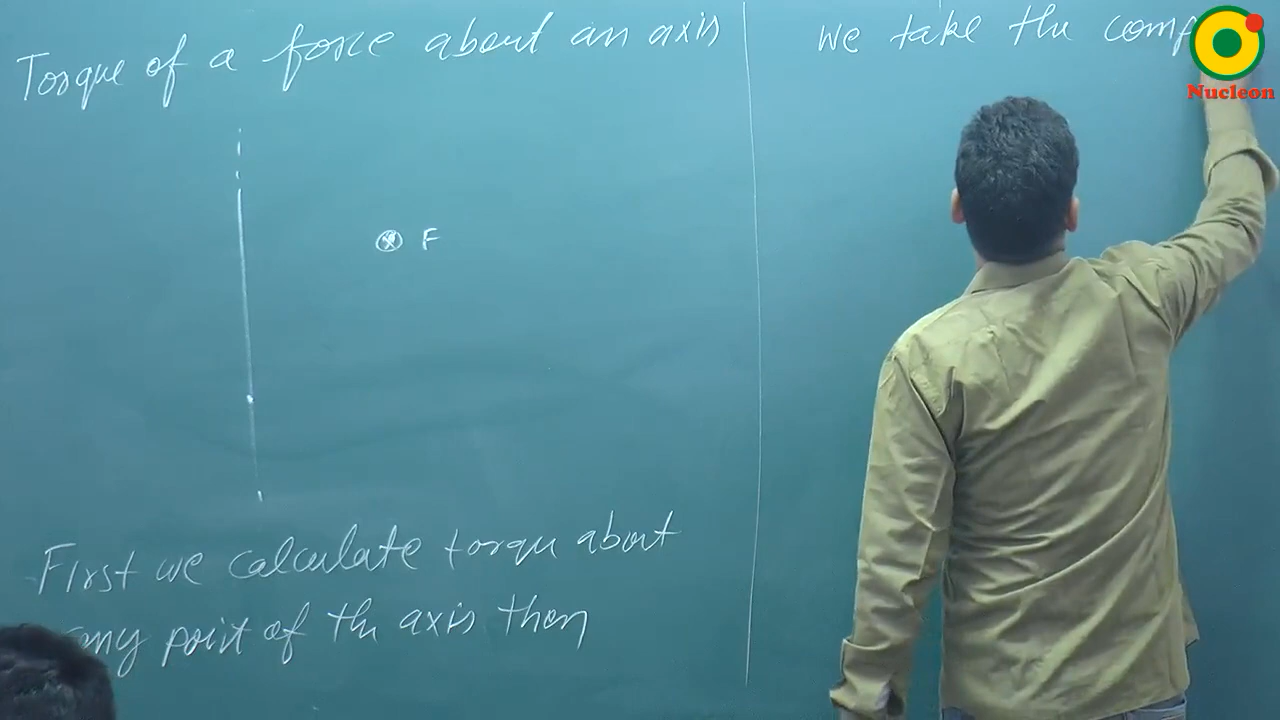 Torque of a force about an axis
F
First we calculate torque about
any point of the axis then
we take the comp
Nucleon